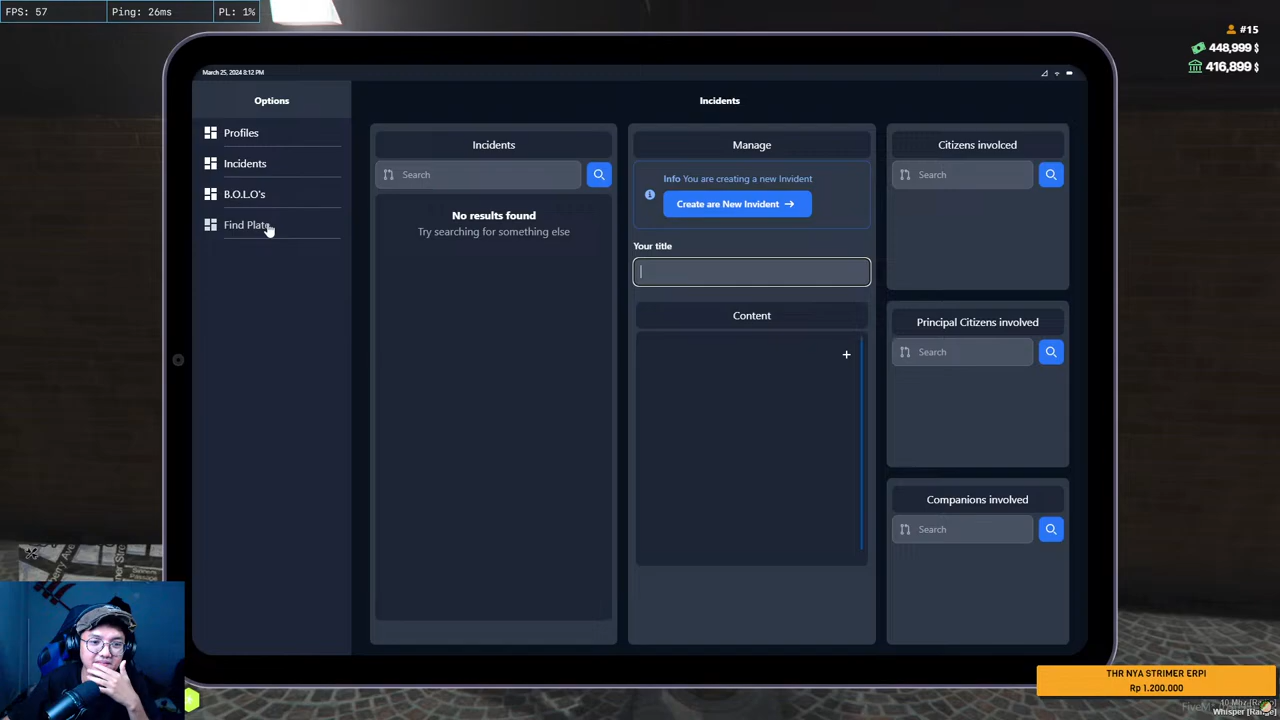 FPS: 57
Ping: 26ms
PL: 1%
#15
448,999 $
416,899 $
March 25, 2024 8:12 PM
Options
Profiles
Incidents
B.O.L.O's
Find Plate
Incidents
Incidents
Search
No results found
Try searching for something else
Manage
Info You are creating a new Invident
Create are New Invident
Your title
Content
+
Citizens involced
Search
Principal Citizens involved
Search
Companions involved
Search
THR NYA STRIMER ERPI
Rp 1.200.000
Whisper [Range]